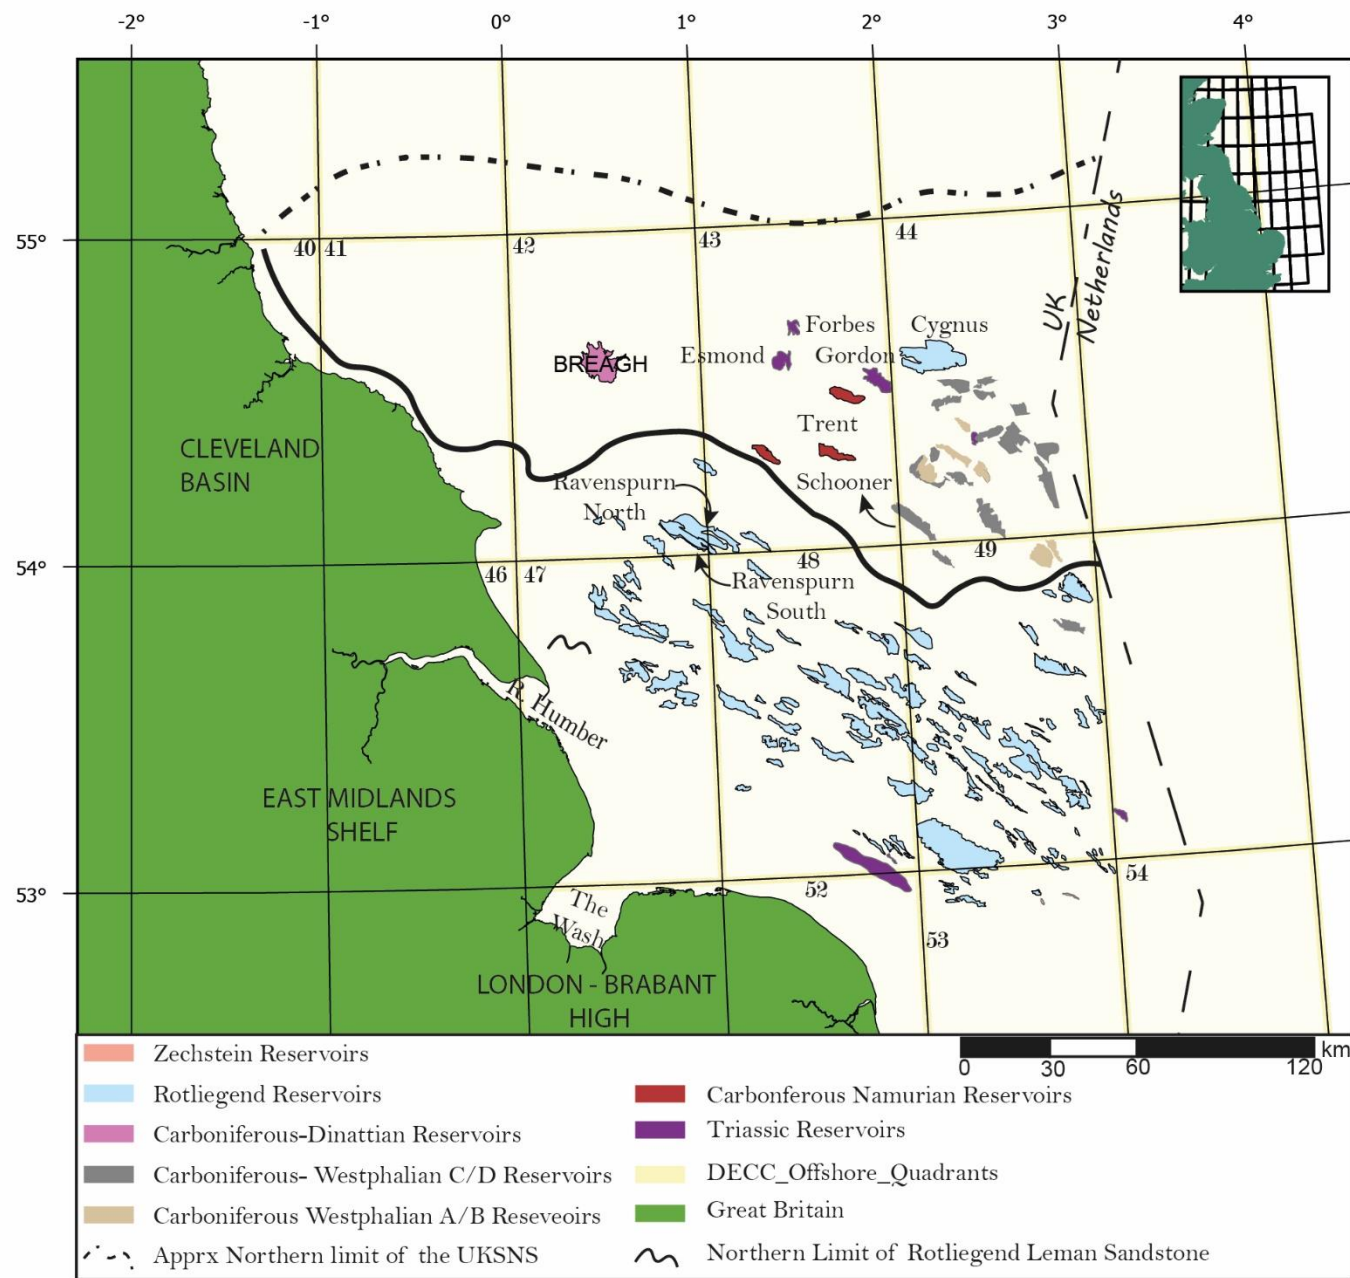 -2° -1° 0° 1° 2° 3° 4°
55°
40 41 42 43 44
UK
Netherlands
Forbes Cygnus
Esmond Gordon
BREAGH
Trent
CLEVELAND
BASIN
Ravenspurn
North
Schooner
54°
46 47 48 49
Ravenspurn
South
R. Humber
EAST MIDLANDS
SHELF
53°
52 53 54
The
Wash
LONDON - BRABANT
HIGH
km
0 30 60 120
Zechstein Reservoirs
Rotliegend Reservoirs
Carboniferous-Dinattian Reservoirs
Carboniferous- Westphalian C/D Reservoirs
Carboniferous Westphalian A/B Reseveoirs
Apprx Northern limit of the UKSNS
Carbonferous Namurian Reservoirs
Triassic Reservoirs
DECC_Offshore_Quadrants
Great Britain
Northern Limit of Rotliegend Leman Sandstone